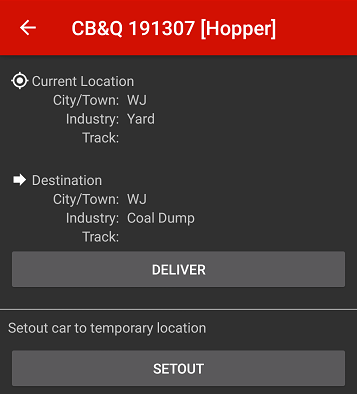 CB&Q 191307 [Hopper]
Current Location
City/Town: WJ
Industry: Yard
Track:
Destination
City/Town: WJ
Industry: Coal Dump
Track:
DELIVER
Setout car to temporary location
SETOUT